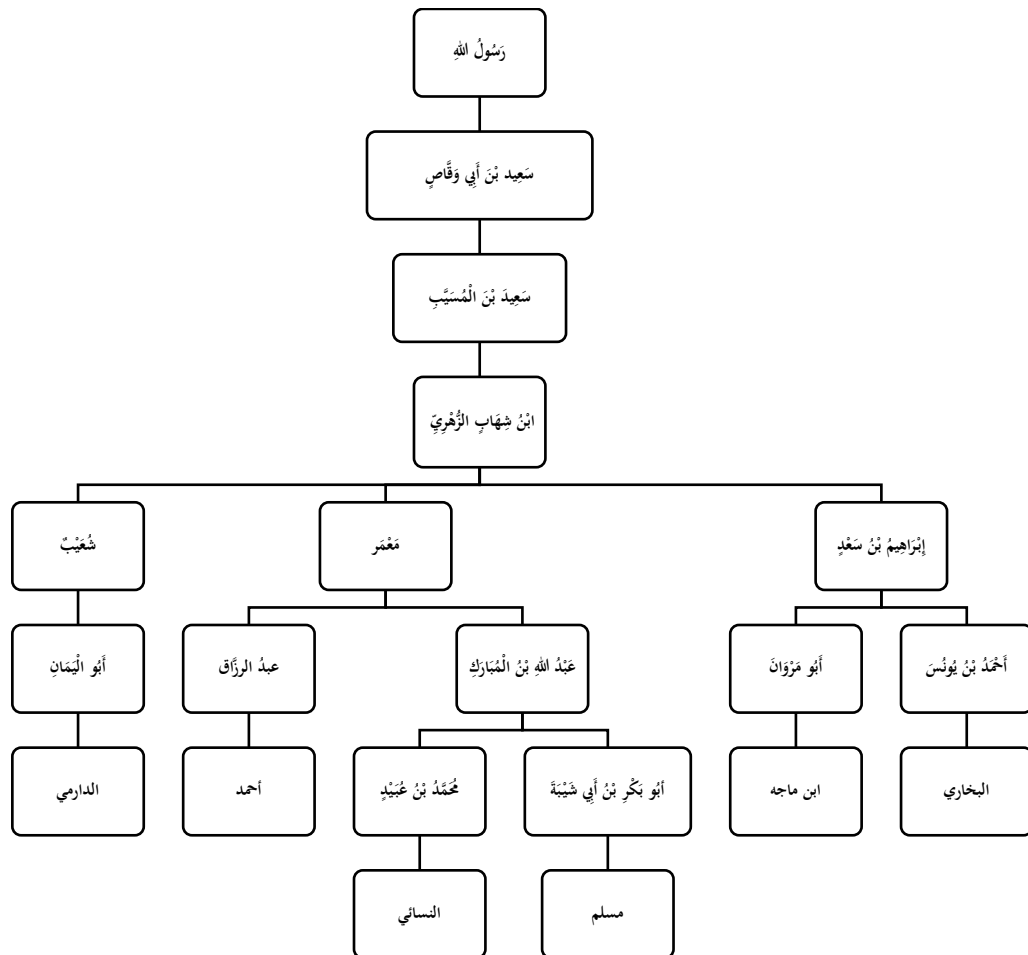 رَسُولُ اللهِ
سَعِيد بْنَ أَبِي وَقَّاصٍ
سَعِيدَ بْنَ الْمُسَيَّبِ
ابْنُ شِهَابٍ الزُّهْرِيِّ
إِبْرَاهِيمُ بْنُ سَعْدٍ
مَعْمَر
شُعَيْبٌ
أَحْمَدُ بْنُ يُونُسَ
أَبُو مَرْوَانَ
عَبْدُ اللهِ بْنُ الْمُبَارَكِ
عبدُ الرزَّاق
أَبُو الْيَمَانِ
البخاري
ابن ماجه
أَبُو بَكْرِ بْنُ أَبِي شَيْبَةَ
مُحَمَّدُ بْنُ عُبَيْدٍ
أحمد
الدارمي
مسلم
النسائي